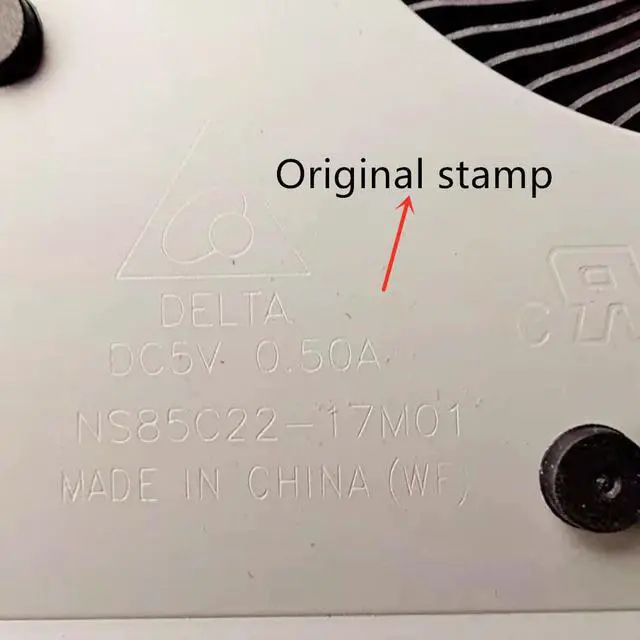 Original stamp
DELTA
DC5V 0.50A
NS85C22-17M01
MADE IN CHINA (WF)
C